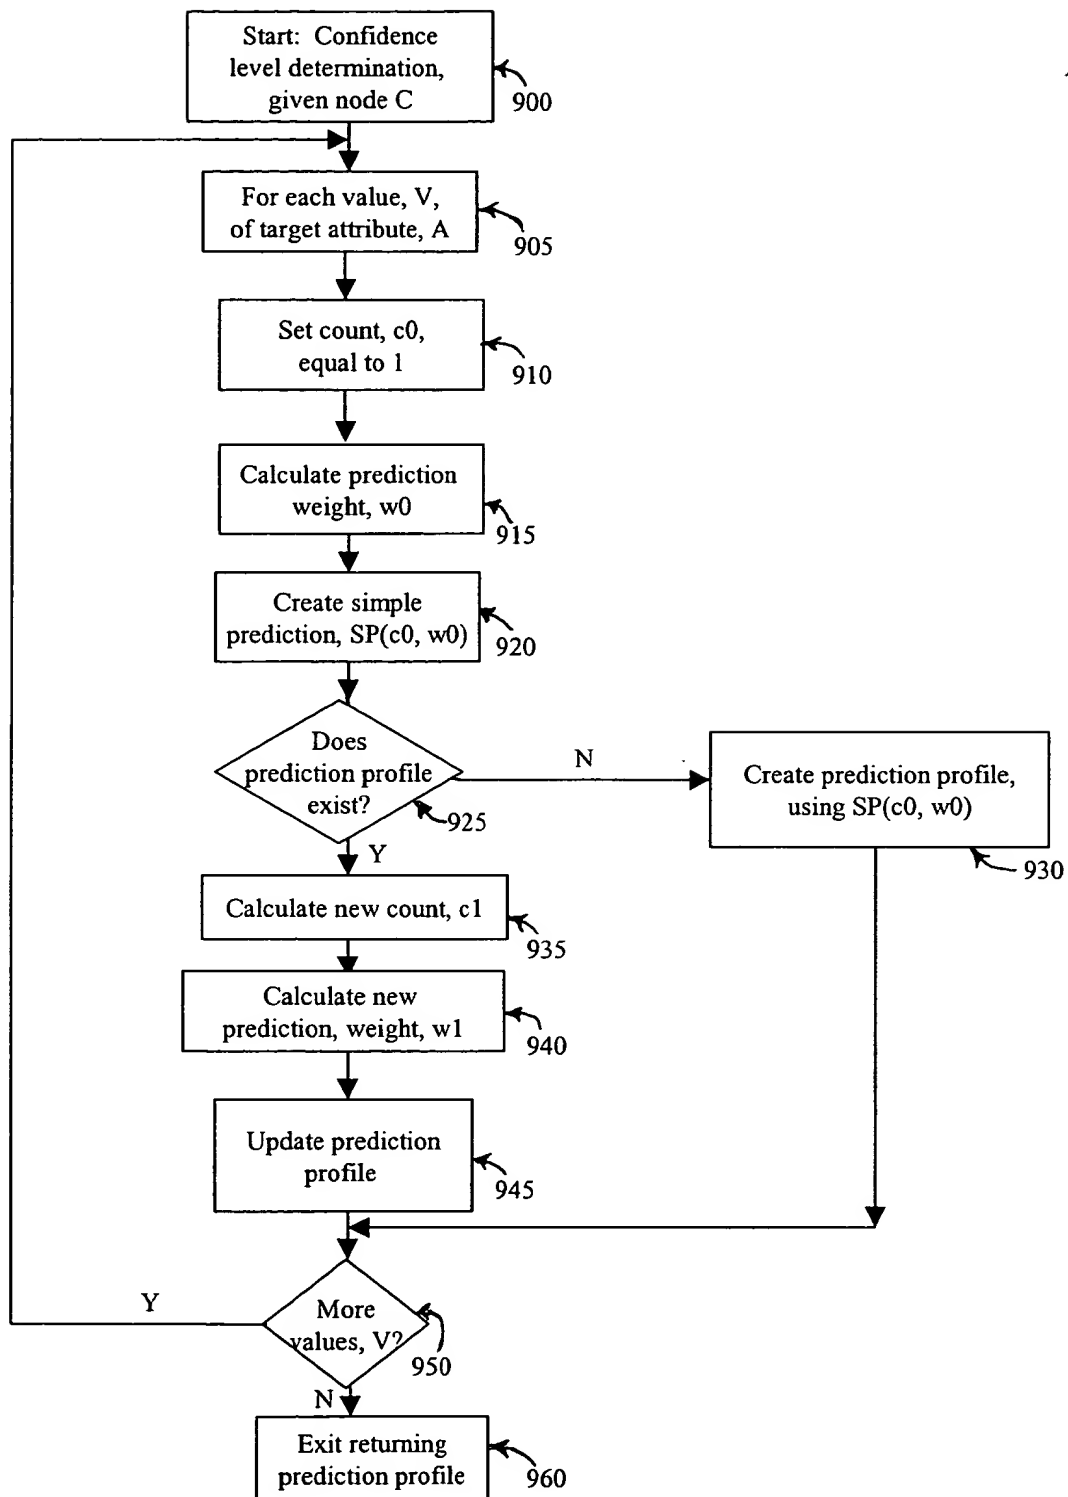 Start: Confidence
level determination,
given node C
900
For each value, V,
of target attribute, A
905
Set count, c0,
equal to 1
910
Calculate prediction
weight, w0
915
Create simple
prediction, SP(c0, w0)
920
Does
prediction profile
exist?
925
N
Create prediction profile,
using SP(c0, w0)
930
Y
Calculate new count, c1
935
Calculate new
prediction, weight, w1
940
Update prediction
profile
945
Y
More
values, V?
950
N
Exit returning
prediction profile
960